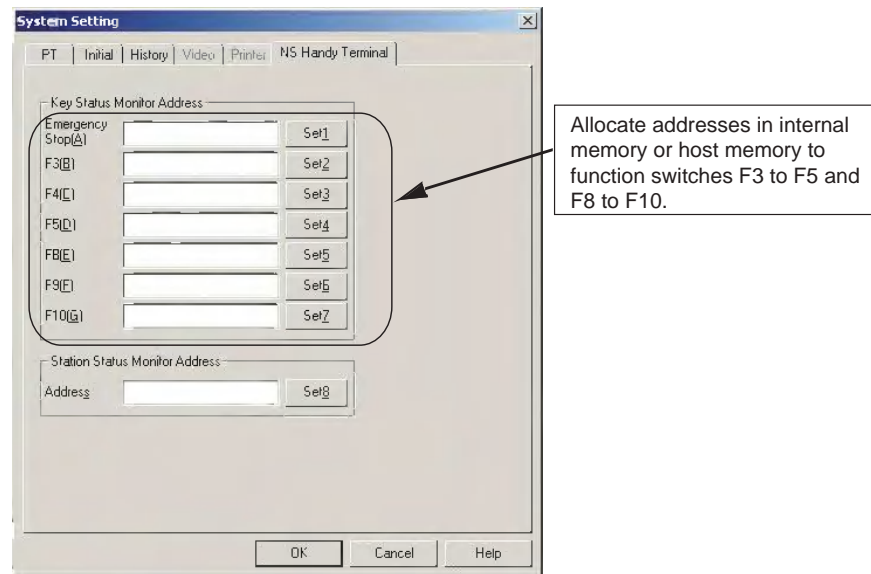 System Setting
PT Initial History Video Printer NS Handy Terminal
Key Status Monitor Address
Emergency
Stop(A) Set1
F3(B) Set2
F4(C) Set3
F5(D) Set4
F8(E) Set5
F9(F) Set6
F10(G) Set7
Station Status Monitor Address
Address Set8
OK Cancel Help
Allocate addresses in internal
memory or host memory to
function switches F3 to F5 and
F8 to F10.